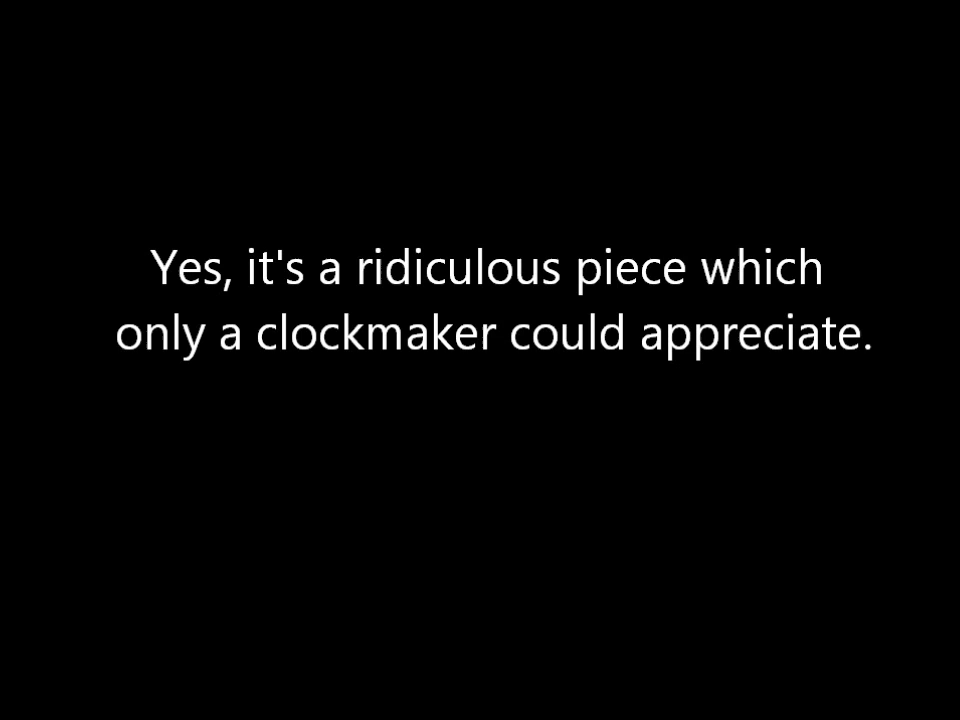 Yes, it's a ridiculous piece which
only a clockmaker could appreciate.